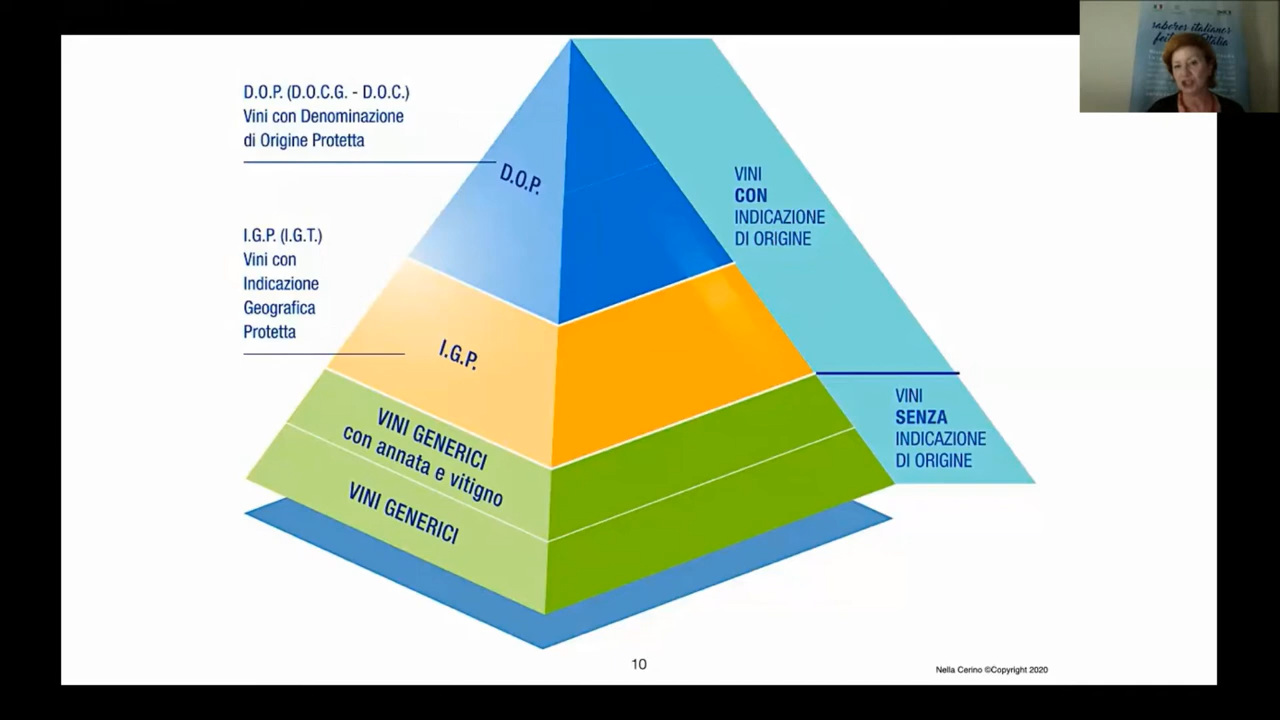 D.O.P. (D.O.C.G. - D.O.C.)
Vini con Denominazione
di Origine Protetta
I.G.P. (I.G.T.)
Vini con
Indicazione
Geografica
Protetta
D.O.P.
I.G.P.
VINI GENERICI
con annata e vitigno
VINI GENERICI
VINI
CON
INDICAZIONE
DI ORIGINE
VINI
SENZA
INDICAZIONE
DI ORIGINE
10
Nella Cerino ©Copyright 2020